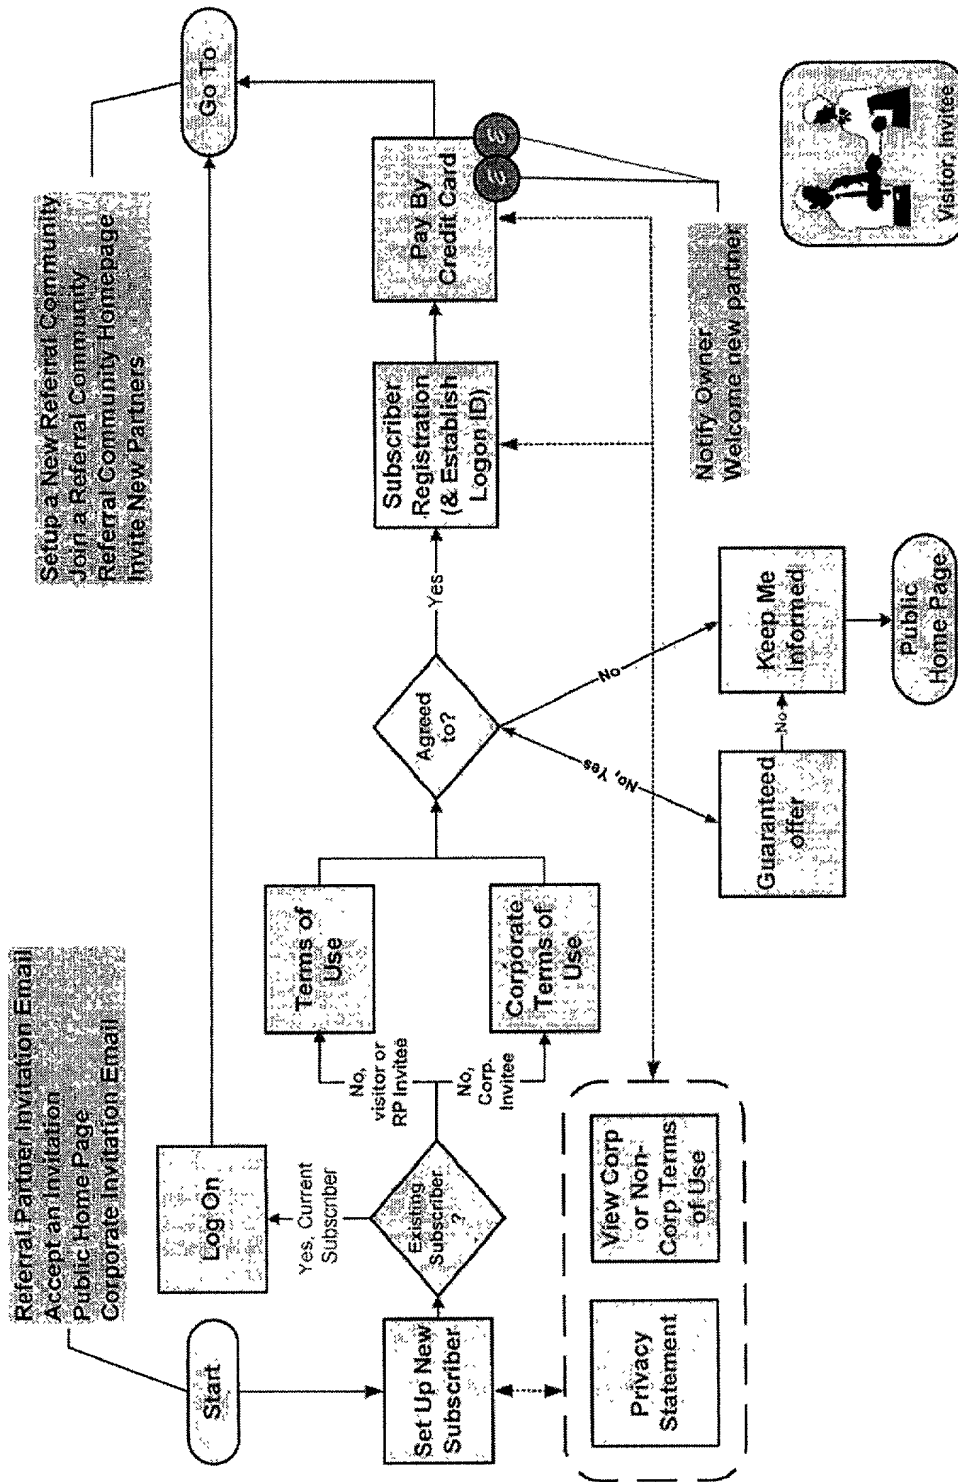 Referral Partner Invitation Email
Accept an Invitation
Public Home Page
Corporate Invitation Email
Setup a New Referral Community
Join a Referral Community
Referral Community Homepage
Invite New Partners
Start
Log On
Go To
Yes, Current
Subscriber
Set Up New
Subscriber
Existing
Subscriber
?
No,
visitor or
RP Invitee
No,
Corp.
Invitee
Terms of
Use
Corporate
Terms of
Use
Agreed
to?
Yes
Subscriber
Registration
(& Establish
Logon ID)
Pay By
Credit Card
ε
ε
No, Yes
No
Privacy
Statement
View Corp
or Non-
Corp Terms
of Use
Guaranteed
offer
No
Keep Me
Informed
Public
Home Page
Notify Owner
Welcome new partner
Visitor, Invitee